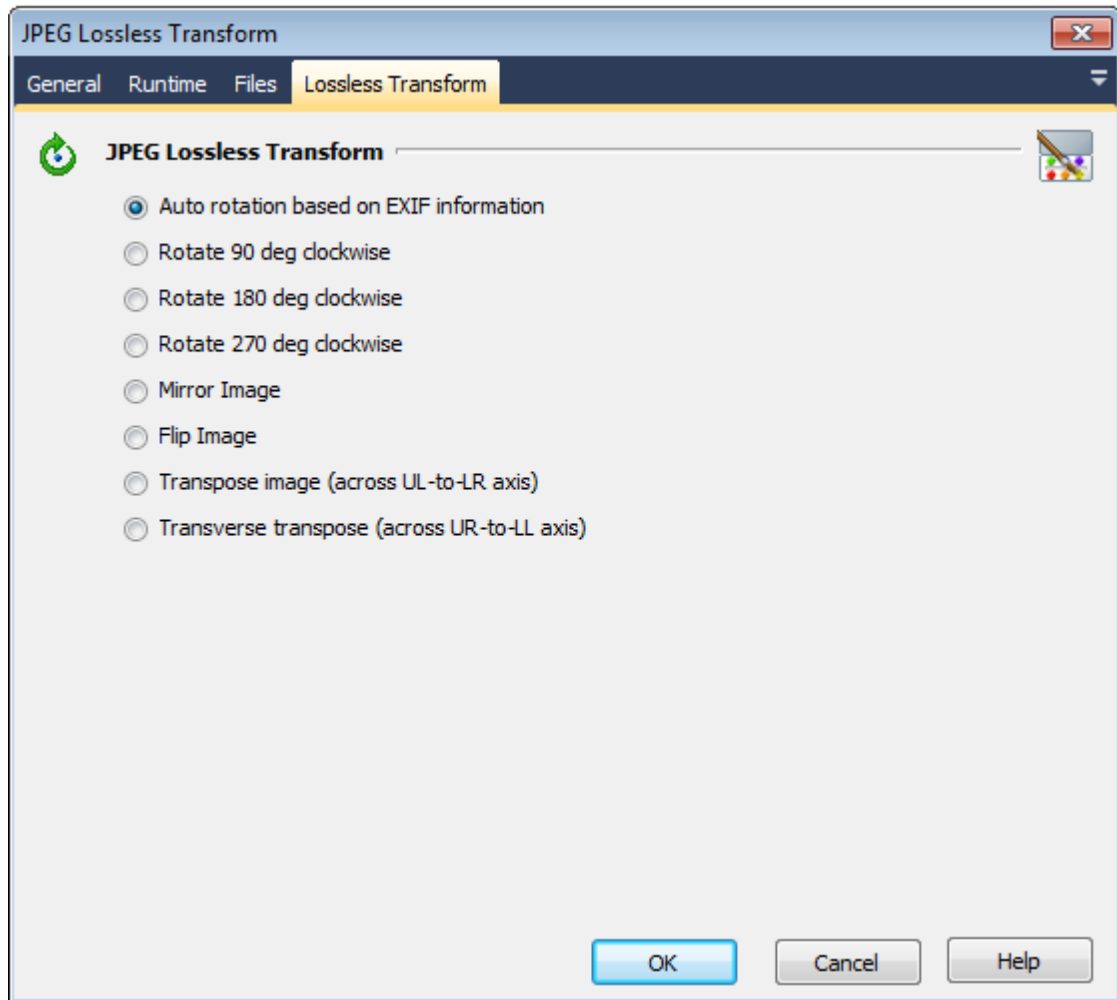 JPEG Lossless Transform
General Runtime Files Lossless Transform
JPEG Lossless Transform
Auto rotation based on EXIF information
Rotate 90 deg clockwise
Rotate 180 deg clockwise
Rotate 270 deg clockwise
Mirror Image
Flip Image
Transpose image (across UL-to-LR axis)
Transverse transpose (across UR-to-LL axis)
OK Cancel Help